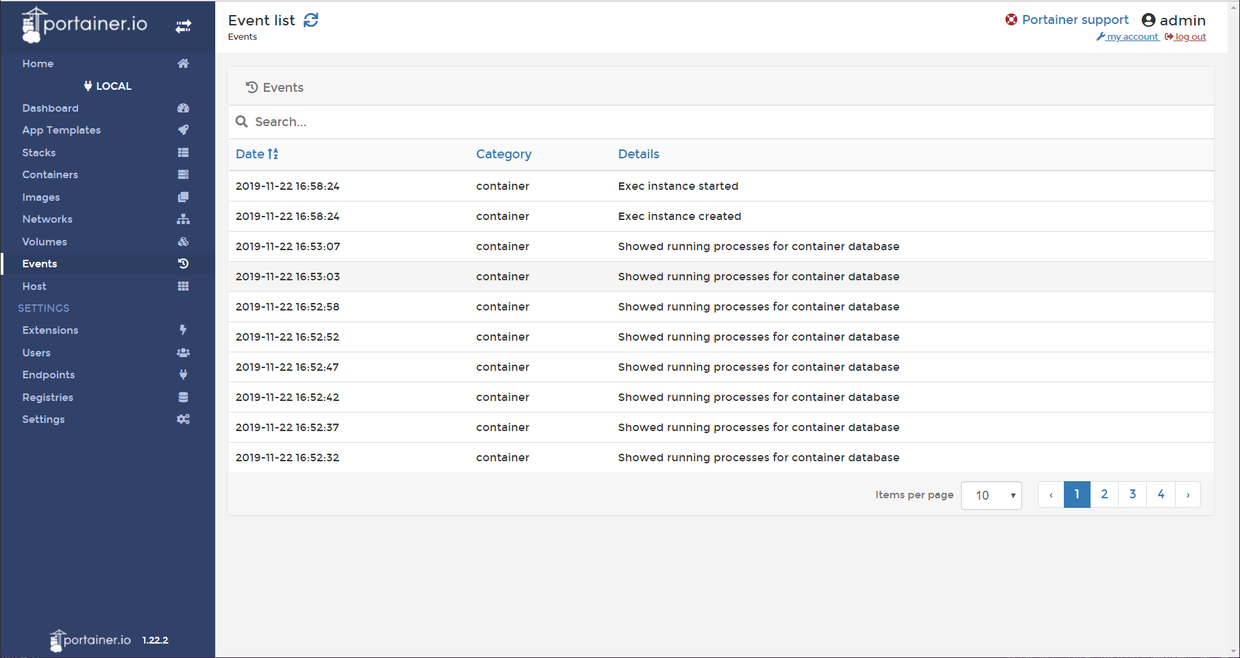 portainer.io
Event list
Portainer support admin
Events
my account log out
Home
LOCAL
Dashboard
App Templates
Stacks
Containers
Images
Networks
Volumes
Events
Host
SETTINGS
Extensions
Users
Endpoints
Registries
Settings
portainer.io 1.22.2
Events
Search...
Date Category Details
2019-11-22 16:58:24 container Exec instance started
2019-11-22 16:58:24 container Exec instance created
2019-11-22 16:53:07 container Showed running processes for container database
2019-11-22 16:53:03 container Showed running processes for container database
2019-11-22 16:52:58 container Showed running processes for container database
2019-11-22 16:52:52 container Showed running processes for container database
2019-11-22 16:52:47 container Showed running processes for container database
2019-11-22 16:52:42 container Showed running processes for container database
2019-11-22 16:52:37 container Showed running processes for container database
2019-11-22 16:52:32 container Showed running processes for container database
Items per page 10 ‹ 1 2 3 4 ›